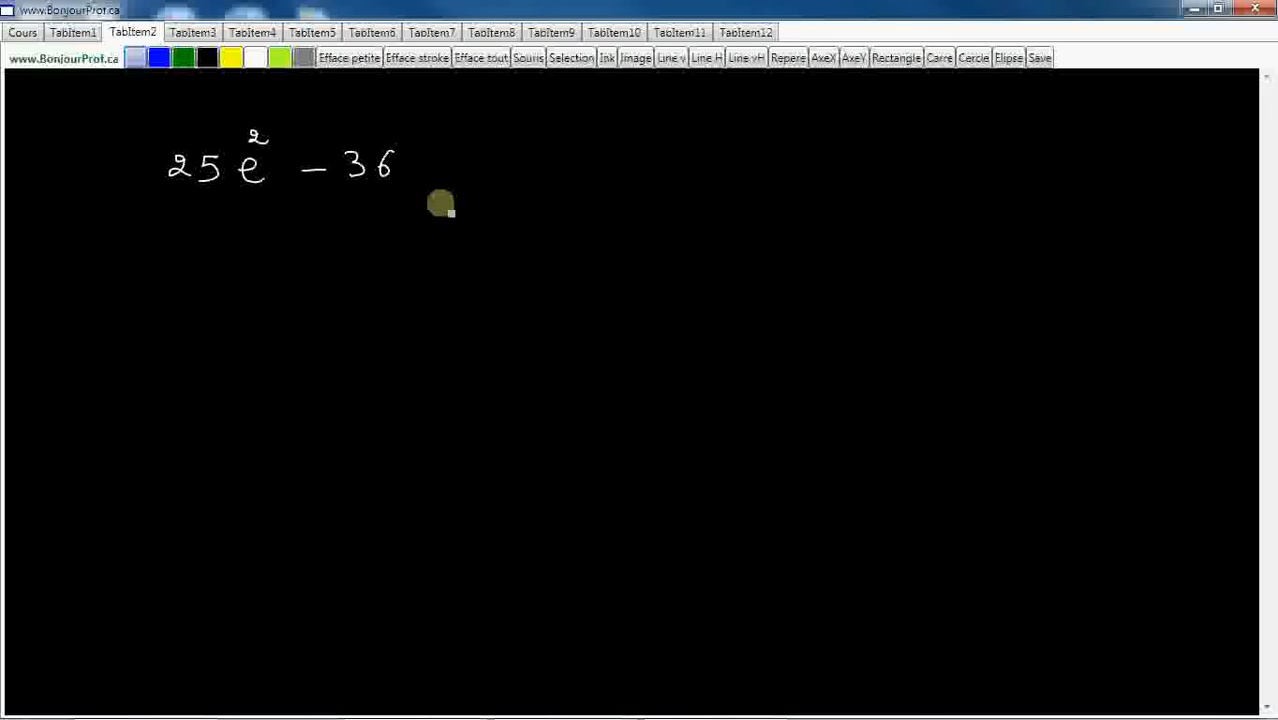 www.BonjourProf.ca
Cours TabItem1 TabItem2 TabItem3 TabItem4 TabItem5 TabItem6 TabItem7 TabItem8 TabItem9 TabItem10 TabItem11 TabItem12
www.BonjourProf.ca Efface petite Efface stroke Efface tout Souris Selection Ink Image Line v Line H Line vH Repere AxeX AxeY Rectangle Carre Cercle Elipse Save
25e² − 36